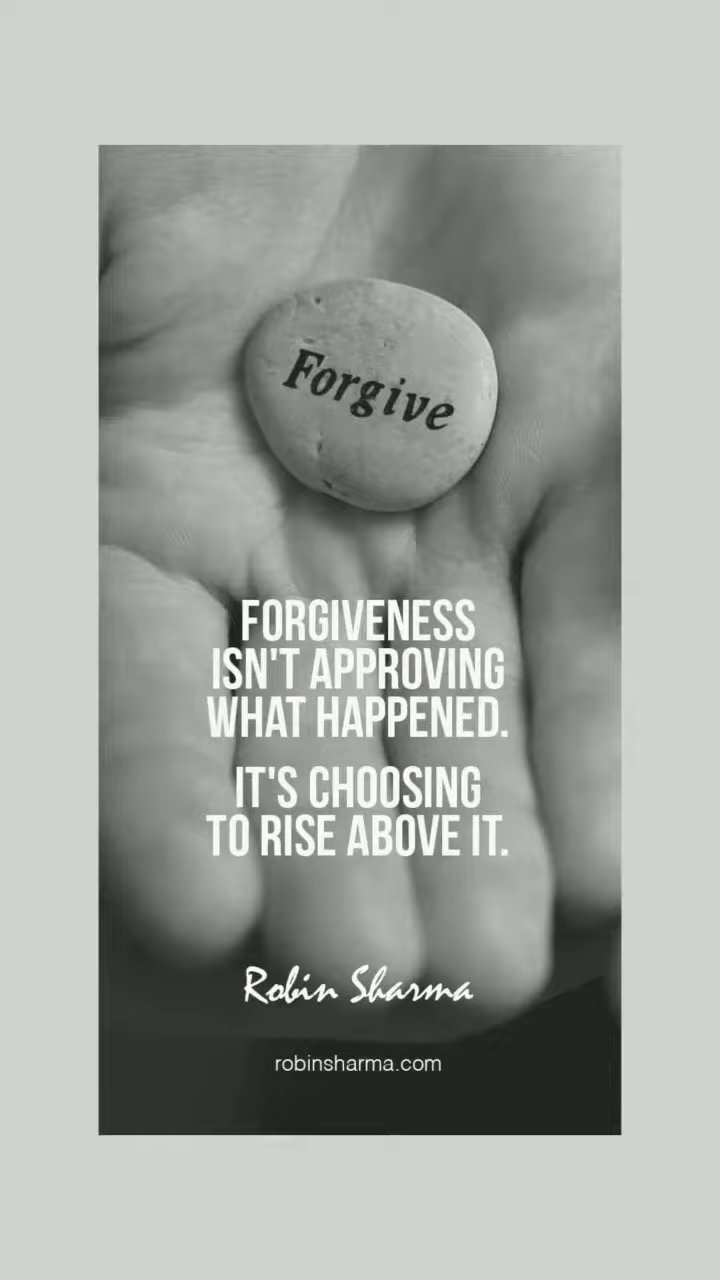 Forgive
FORGIVENESS
ISN'T APPROVING
WHAT HAPPENED.
IT'S CHOOSING
TO RISE ABOVE IT.
Robin Sharma
robinsharma.com